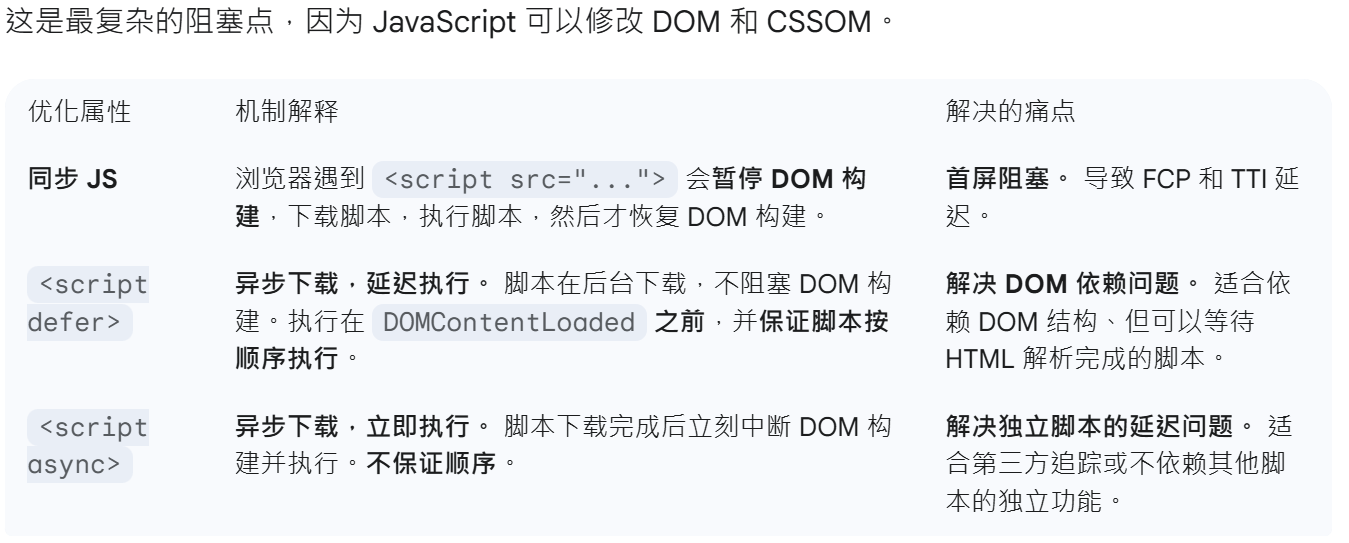 这是最复杂的阻塞点，因为 JavaScript 可以修改 DOM 和 CSSOM。
优化属性 机制解释 解决的痛点
同步 JS 浏览器遇到 <script src="..."> 会暂停 DOM 构 首屏阻塞。 导致 FCP 和 TTI 延
建，下载脚本，执行脚本，然后才恢复 DOM 构建。 迟。
<script 异步下载，延迟执行。 脚本在后台下载，不阻塞 DOM 构 解决 DOM 依赖问题。 适合依
defer> 建。执行在 DOMContentLoaded 之前，并保证脚本按 赖 DOM 结构、但可以等待
顺序执行。 HTML 解析完成的脚本。
<script 异步下载，立即执行。 脚本下载完成后立刻中断 DOM 构 解决独立脚本的延迟问题。 适
async> 建并执行。不保证顺序。 合第三方追踪或不依赖其他脚
本的独立功能。